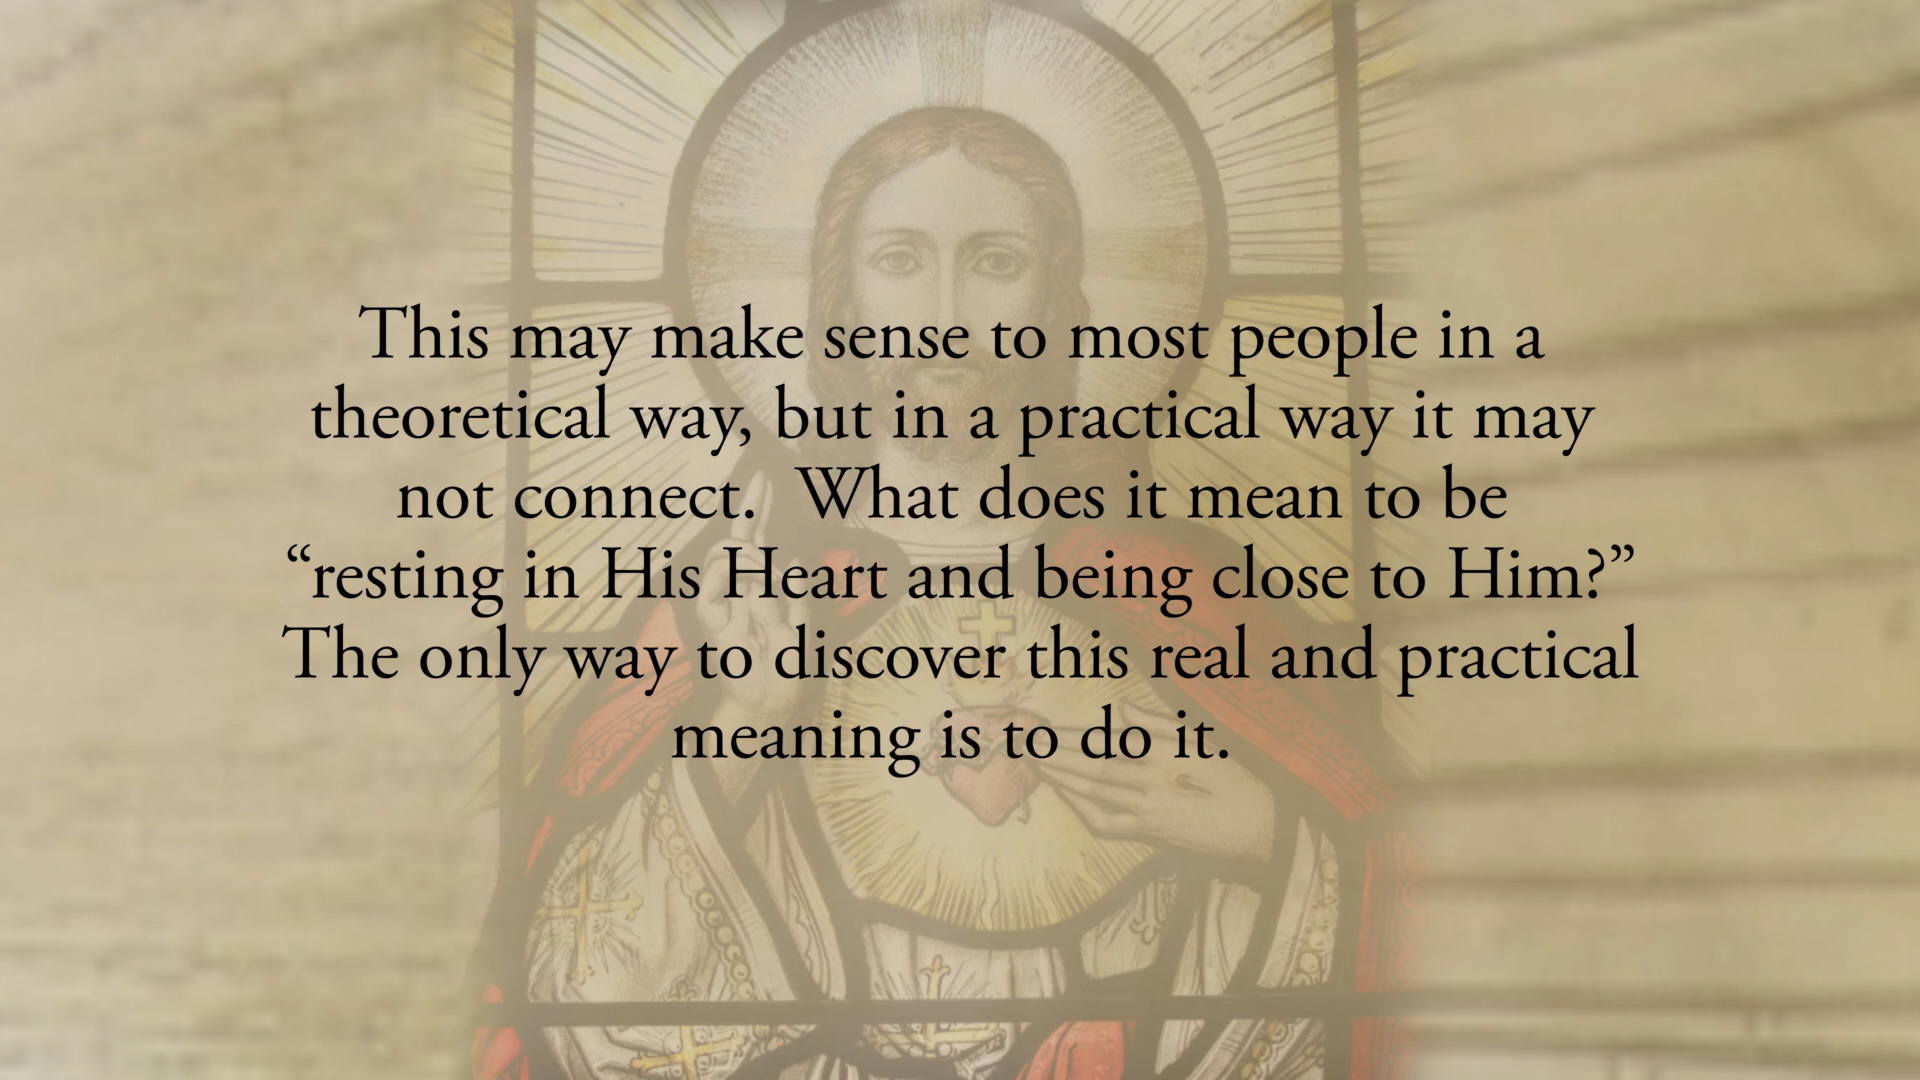 This may make sense to most people in a
theoretical way, but in a practical way it may
not connect.  What does it mean to be
“resting in His Heart and being close to Him?”
The only way to discover this real and practical
meaning is to do it.